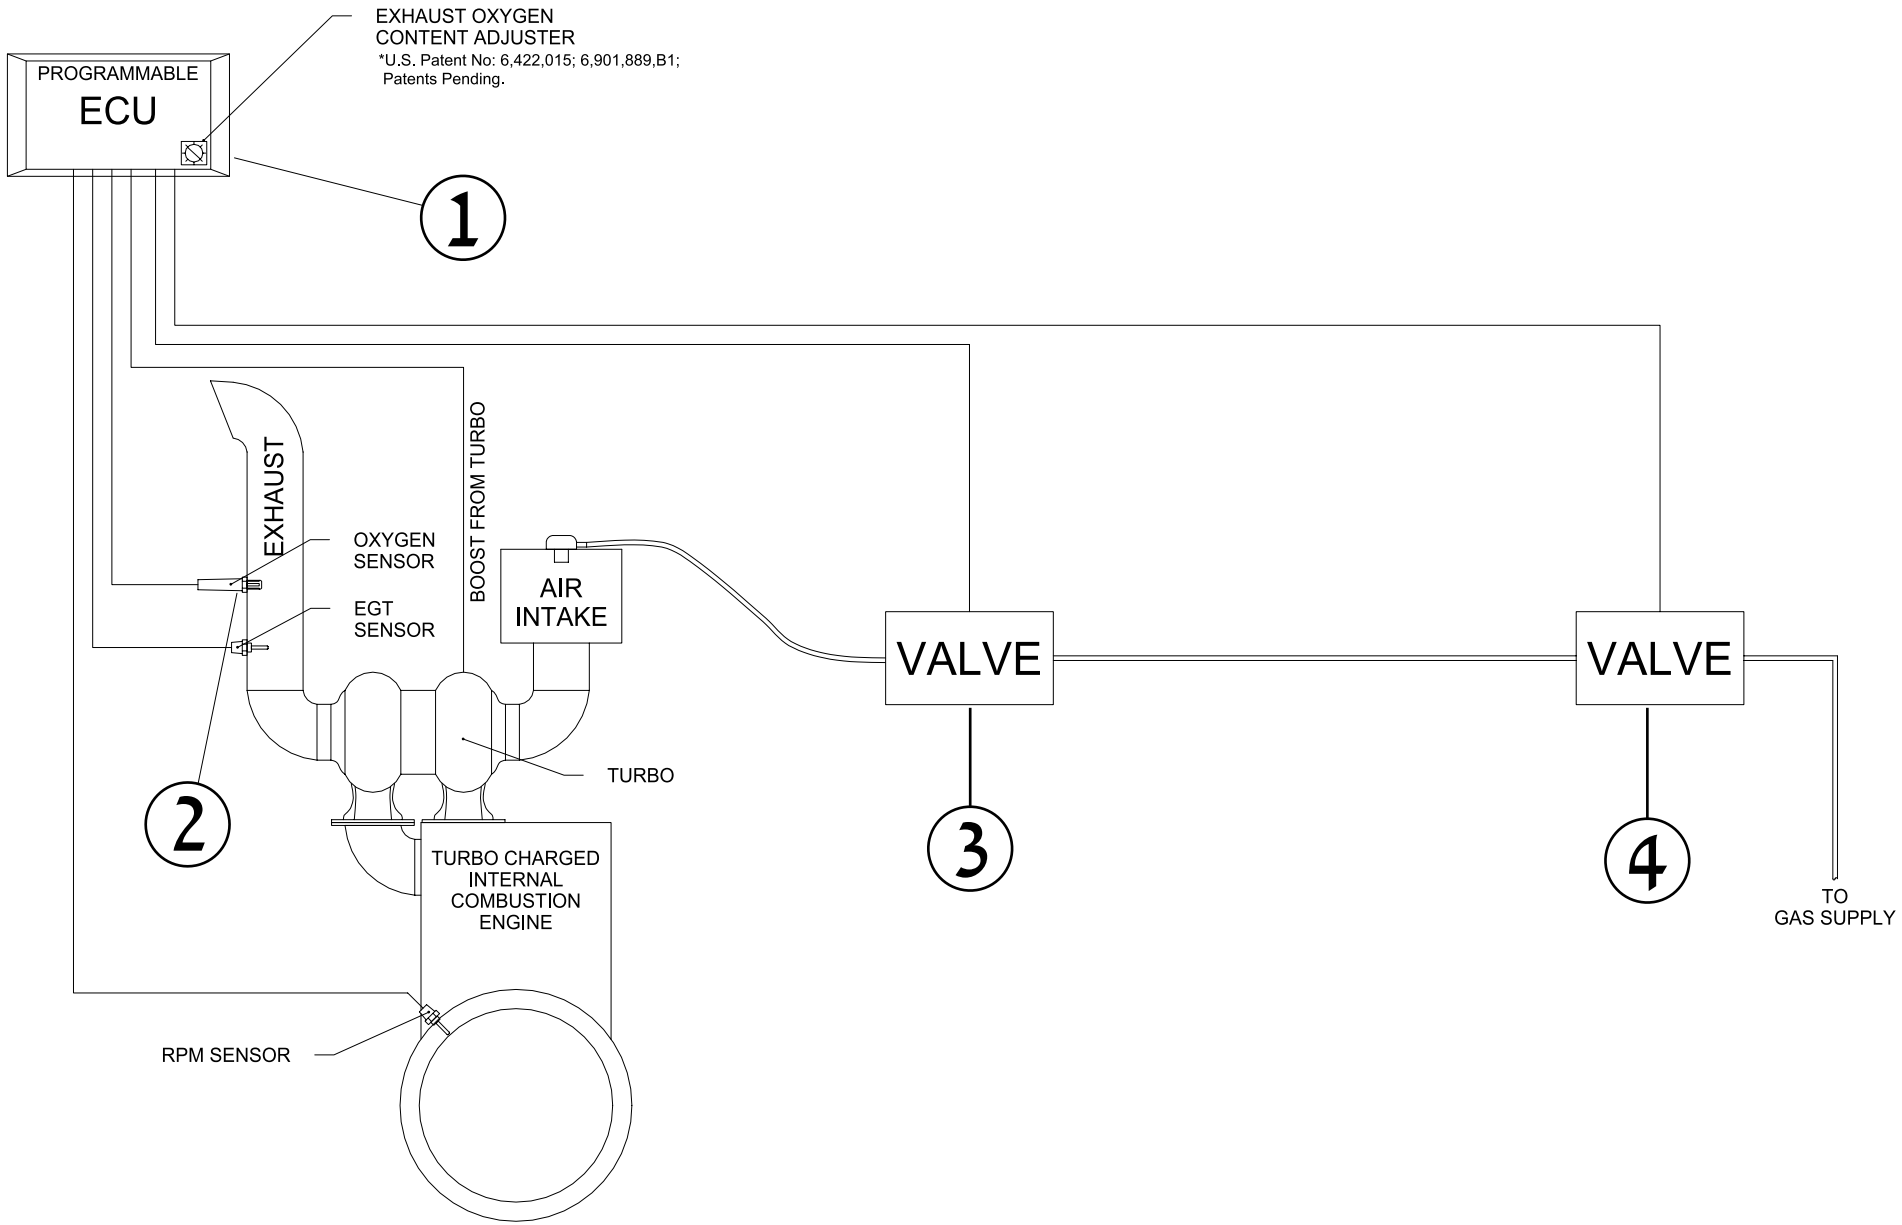 EXHAUST OXYGEN
CONTENT ADJUSTER
*U.S. Patent No: 6,422,015; 6,901,889,B1;
Patents Pending.
PROGRAMMABLE
ECU
1
BOOST FROM TURBO
EXHAUST
OXYGEN
SENSOR
EGT
SENSOR
AIR
INTAKE
VALVE
VALVE
TURBO
2
3
4
TURBO CHARGED
INTERNAL
COMBUSTION
ENGINE
TO
GAS SUPPLY
RPM SENSOR